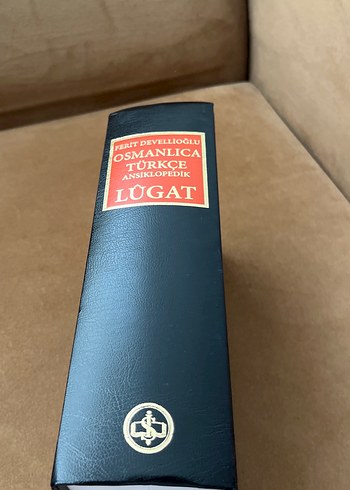 FERİT DEVELLİOĞLU
OSMANLICA
TÜRKÇE
ANSİKLOPEDİK
LÛGAT